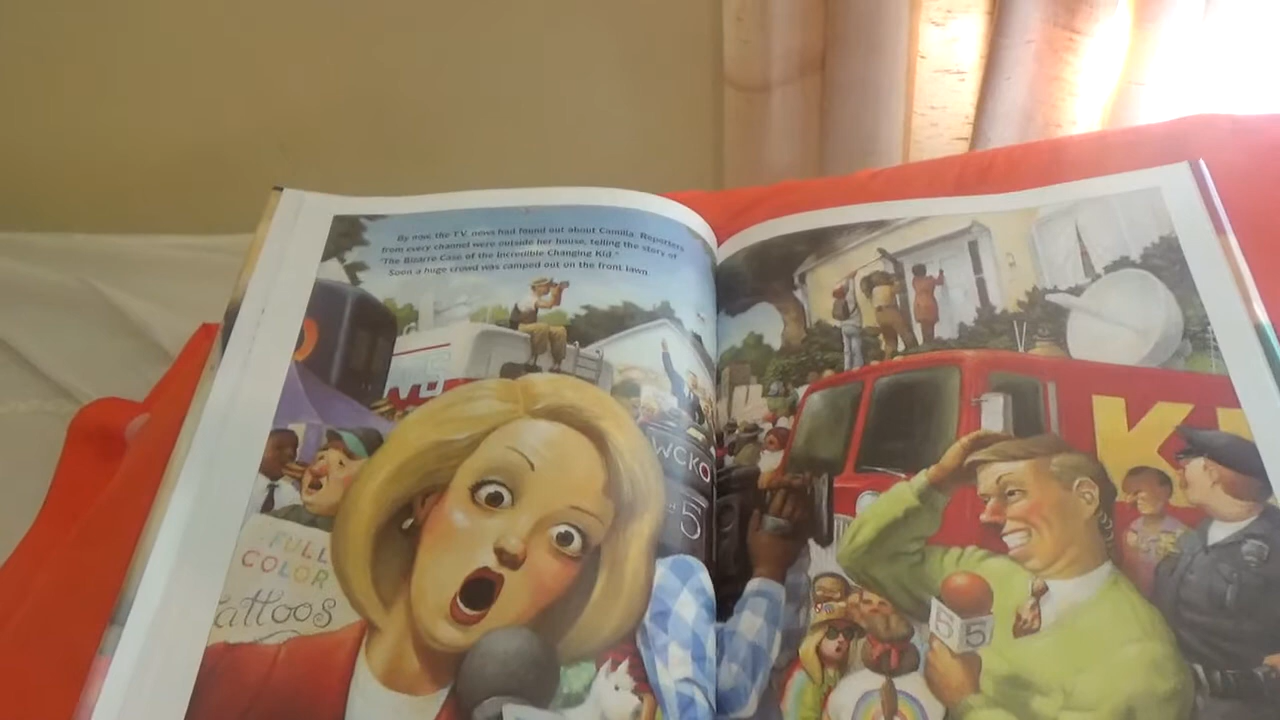 By now, the T.V. news had found out about Camilla. Reporters
from every channel were outside her house, telling the story of
"The Bizarre Case of the Incredible Changing Kid."
Soon a huge crowd was camped out on the front lawn.
FULL
COLOR
attoos
WCKO
5
K
5 5